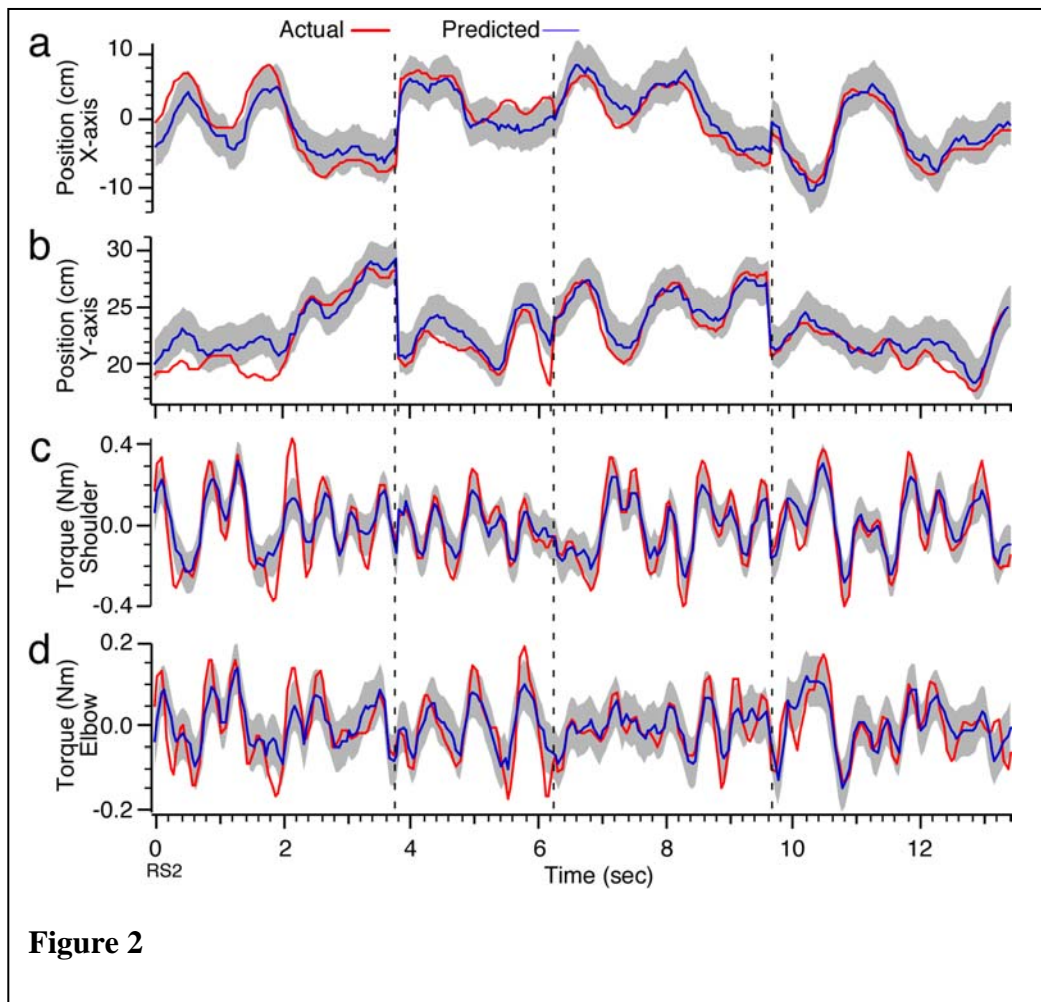 Actual Predicted
a
Position (cm)
X-axis
10
0
-10
b
Position (cm)
Y-axis
30
25
20
c
Torque (Nm)
Shoulder
0.4
0.0
-0.4
d
Torque (Nm)
Elbow
0.2
0.0
-0.2
0 2 4 6 8 10 12
RS2
Time (sec)
Figure 2